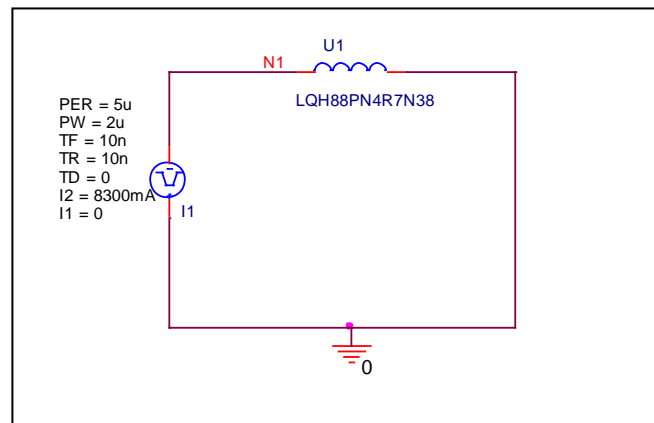 U1
N1
LQH88PN4R7N38
PER = 5u
PW = 2u
TF = 10n
TR = 10n
TD = 0
I2 = 8300mA
I1 = 0
I1
0